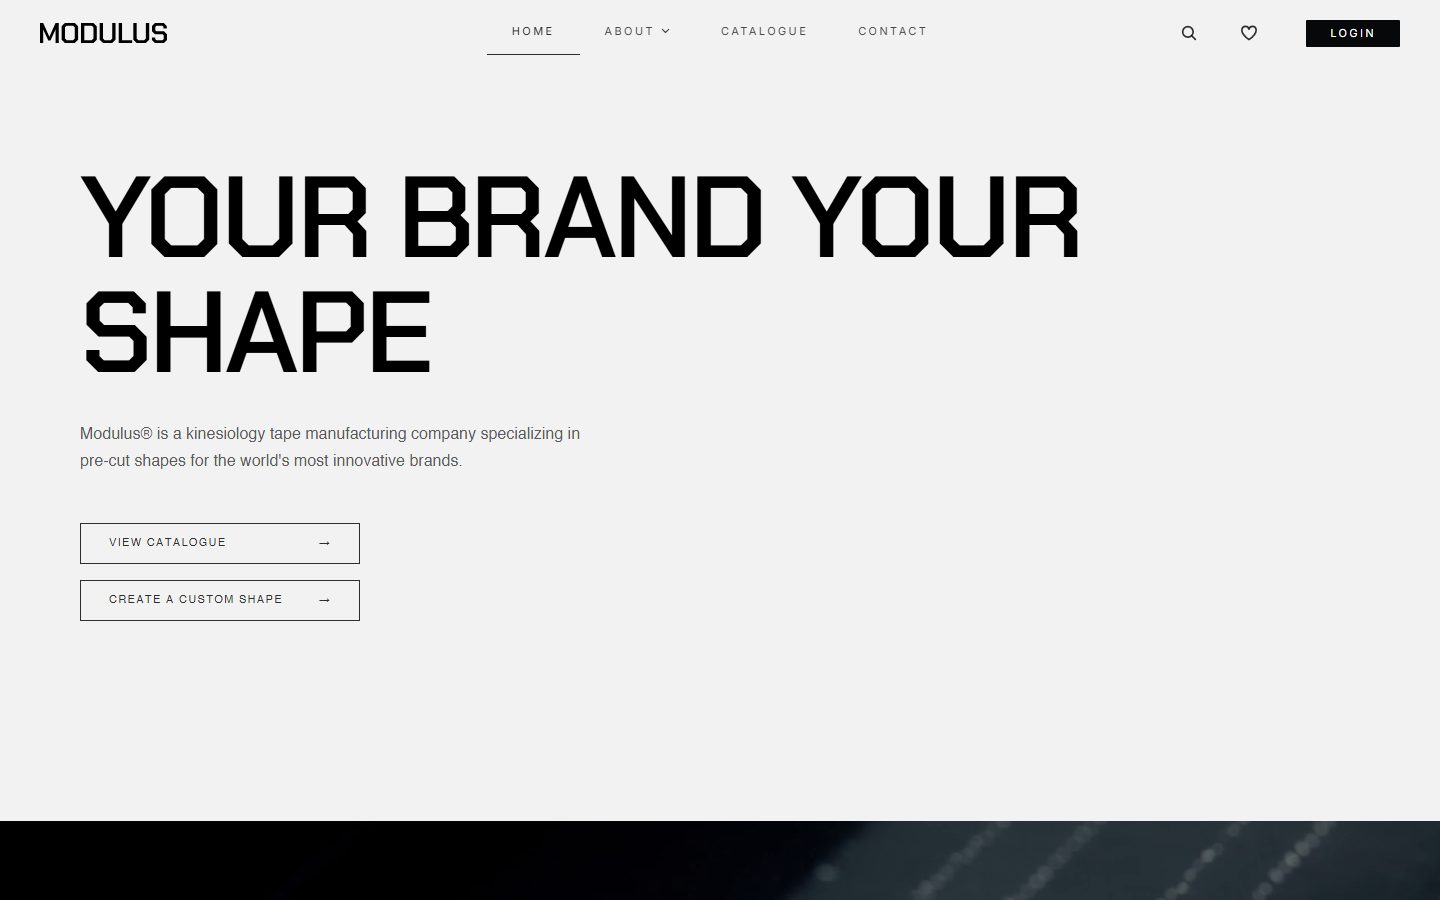 MODULUS
HOME
ABOUT
CATALOGUE
CONTACT
LOGIN
YOUR BRAND YOUR
SHAPE
Modulus® is a kinesiology tape manufacturing company specializing in
pre-cut shapes for the world's most innovative brands.
VIEW CATALOGUE →
CREATE A CUSTOM SHAPE →